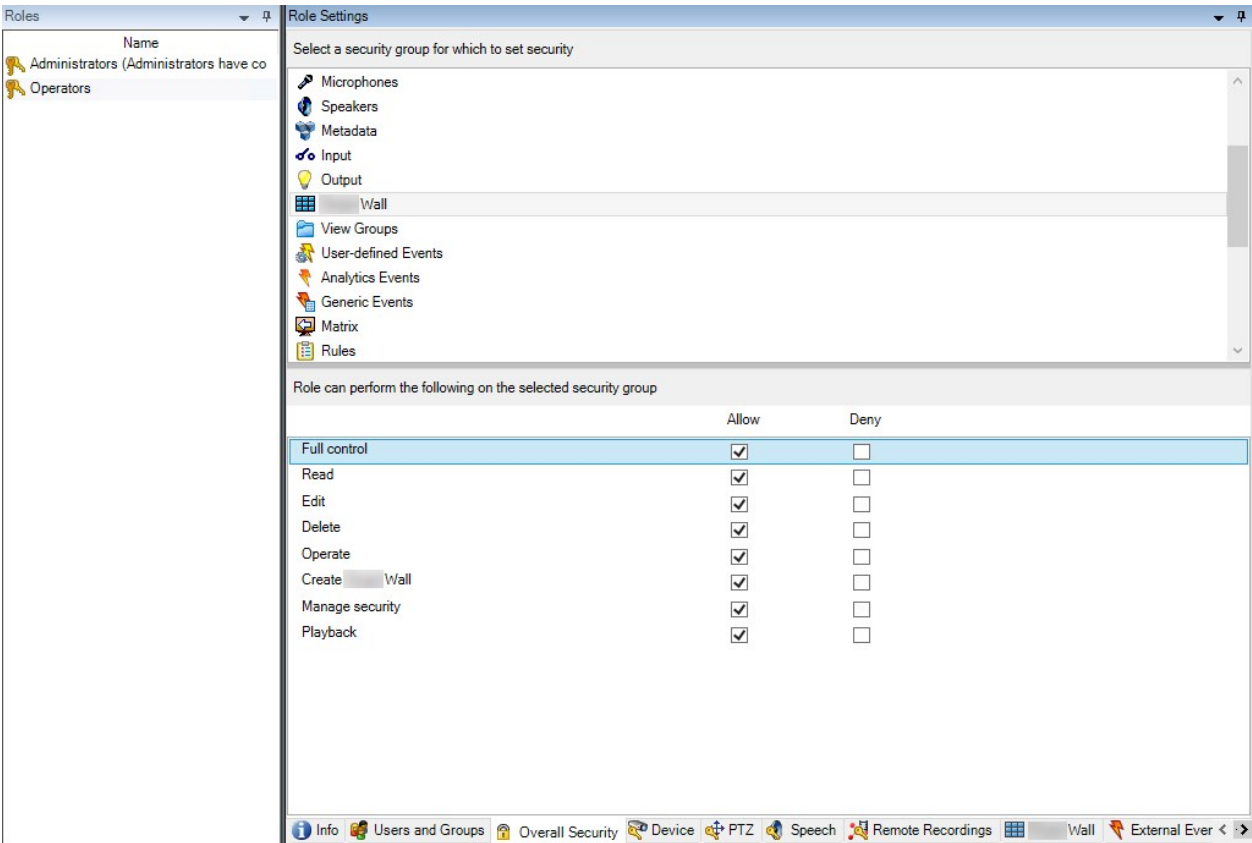 Roles
Name
Administrators (Administrators have co
Operators
Role Settings
Select a security group for which to set security
Microphones
Speakers
Metadata
Input
Output
Wall
View Groups
User-defined Events
Analytics Events
Generic Events
Matrix
Rules
Role can perform the following on the selected security group
Allow Deny
Full control
Read
Edit
Delete
Operate
Create Wall
Manage security
Playback
Info Users and Groups Overall Security Device PTZ Speech Remote Recordings Wall External Ever